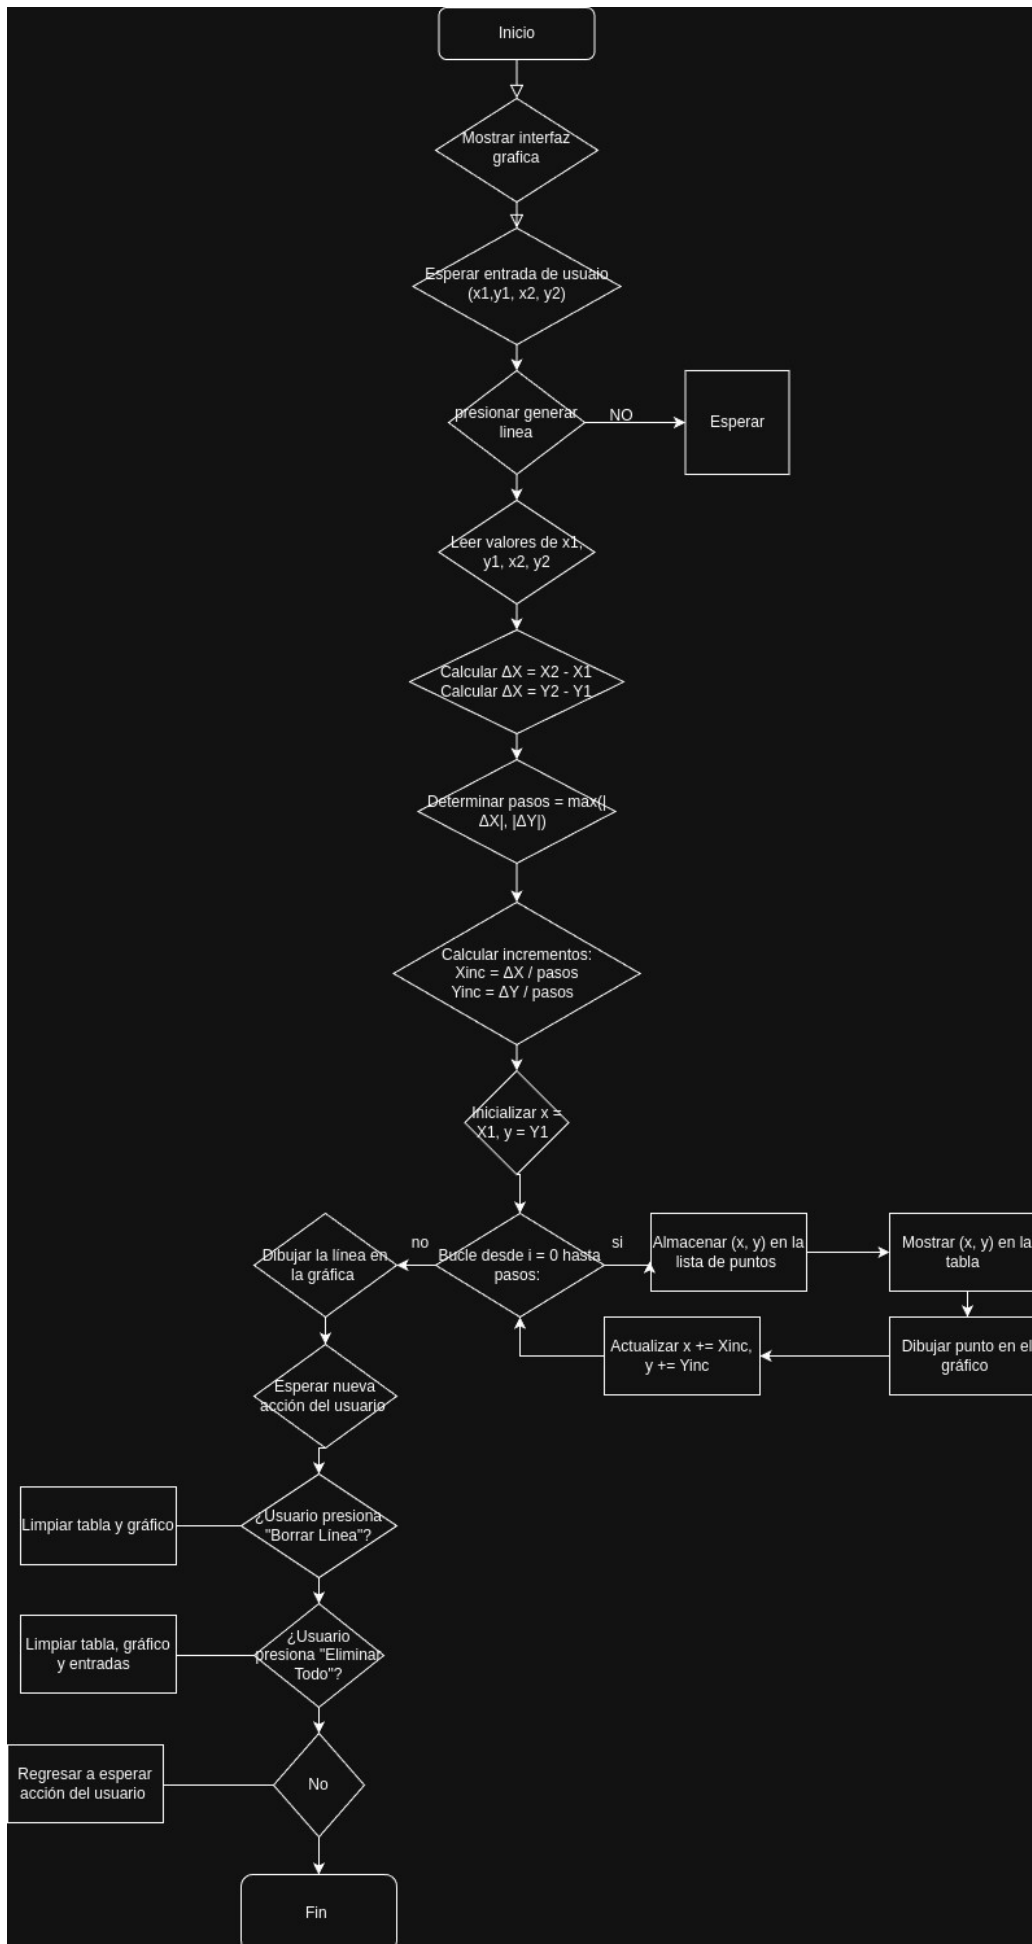 Inicio
Mostrar interfaz
grafica
Esperar entrada de usuaio
(x1,y1, x2, y2)
presionar generar
linea
NO
Esperar
Leer valores de x1,
y1, x2, y2
Calcular ΔX = X2 - X1
Calcular ΔX = Y2 - Y1
Determinar pasos = max(|
ΔX|, |ΔY|)
Calcular incrementos:
Xinc = ΔX / pasos
Yinc = ΔY / pasos
Inicializar x =
X1, y = Y1
Bucle desde i = 0 hasta
pasos:
si
Almacenar (x, y) en la
lista de puntos
Mostrar (x, y) en la
tabla
Dibujar punto en el
gráfico
Actualizar x += Xinc,
y += Yinc
no
Dibujar la línea en
la gráfica
Esperar nueva
acción del usuario
¿Usuario presiona
"Borrar Línea"?
Limpiar tabla y gráfico
¿Usuario
presiona "Eliminar
Todo"?
Limpiar tabla, gráfico
y entradas
No
Regresar a esperar
acción del usuario
Fin